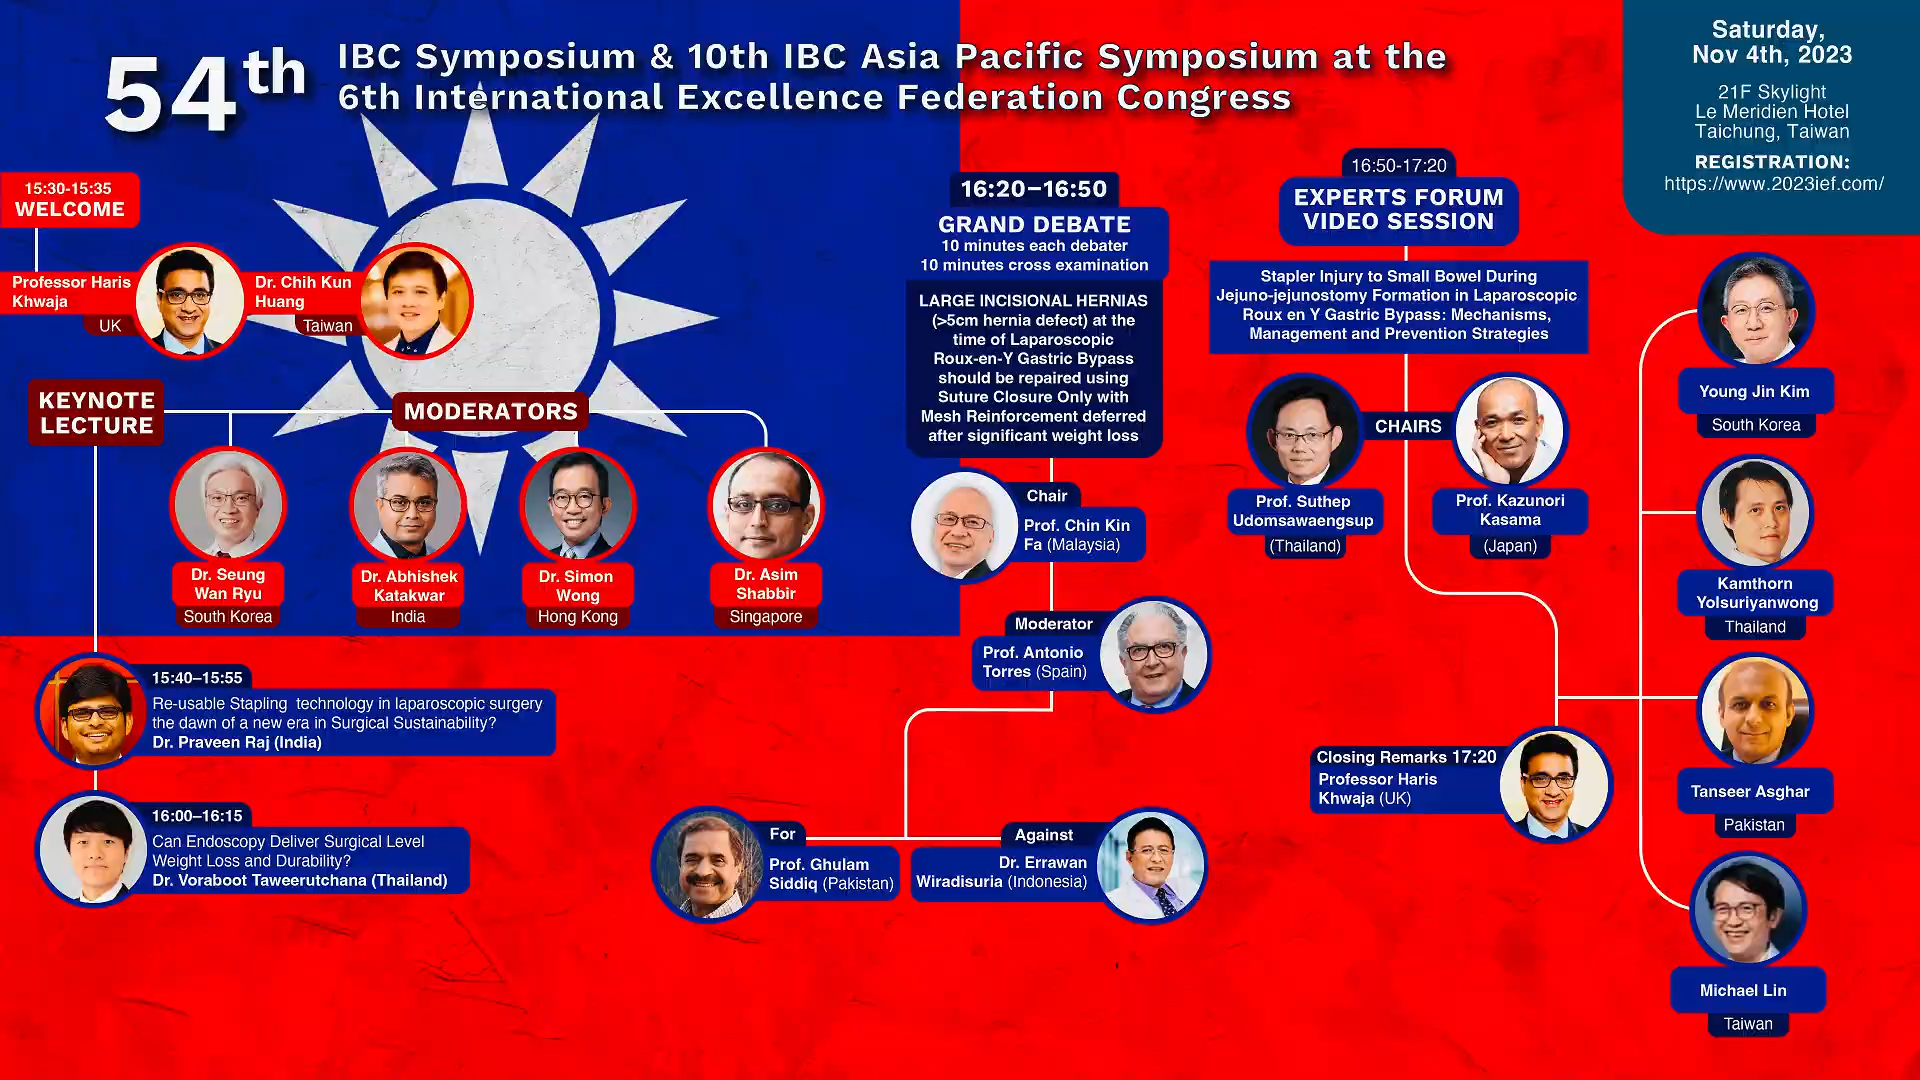 54th
IBC Symposium & 10th IBC Asia Pacific Symposium at the
6th International Excellence Federation Congress
Saturday,
Nov 4th, 2023
21F Skylight
Le Meridien Hotel
Taichung, Taiwan
REGISTRATION:
https://www.2023ief.com/
15:30-15:35
WELCOME
Professor Haris
Khwaja
UK
Dr. Chih Kun
Huang
Taiwan
KEYNOTE
LECTURE
MODERATORS
Dr. Seung
Wan Ryu
South Korea
Dr. Abhishek
Katakwar
India
Dr. Simon
Wong
Hong Kong
Dr. Asim
Shabbir
Singapore
15:40–15:55
Re-usable Stapling  technology in laparoscopic surgery
the dawn of a new era in Surgical Sustainability?
Dr. Praveen Raj (India)
16:00–16:15
Can Endoscopy Deliver Surgical Level
Weight Loss and Durability?
Dr. Voraboot Taweerutchana (Thailand)
16:20–16:50
GRAND DEBATE
10 minutes each debater
10 minutes cross examination
LARGE INCISIONAL HERNIAS
(>5cm hernia defect) at the
time of Laparoscopic
Roux-en-Y Gastric Bypass
should be repaired using
Suture Closure Only with
Mesh Reinforcement deferred
after significant weight loss
Chair
Prof. Chin Kin
Fa (Malaysia)
Moderator
Prof. Antonio
Torres (Spain)
For
Prof. Ghulam
Siddiq (Pakistan)
Against
Dr. Errawan
Wiradisuria (Indonesia)
16:50-17:20
EXPERTS FORUM
VIDEO SESSION
Stapler Injury to Small Bowel During
Jejuno-jejunostomy Formation in Laparoscopic
Roux en Y Gastric Bypass: Mechanisms,
Management and Prevention Strategies
CHAIRS
Prof. Suthep
Udomsawaengsup
(Thailand)
Prof. Kazunori
Kasama
(Japan)
Young Jin Kim
South Korea
Kamthorn
Yolsuriyanwong
Thailand
Tanseer Asghar
Pakistan
Michael Lin
Taiwan
Closing Remarks 17:20
Professor Haris
Khwaja (UK)